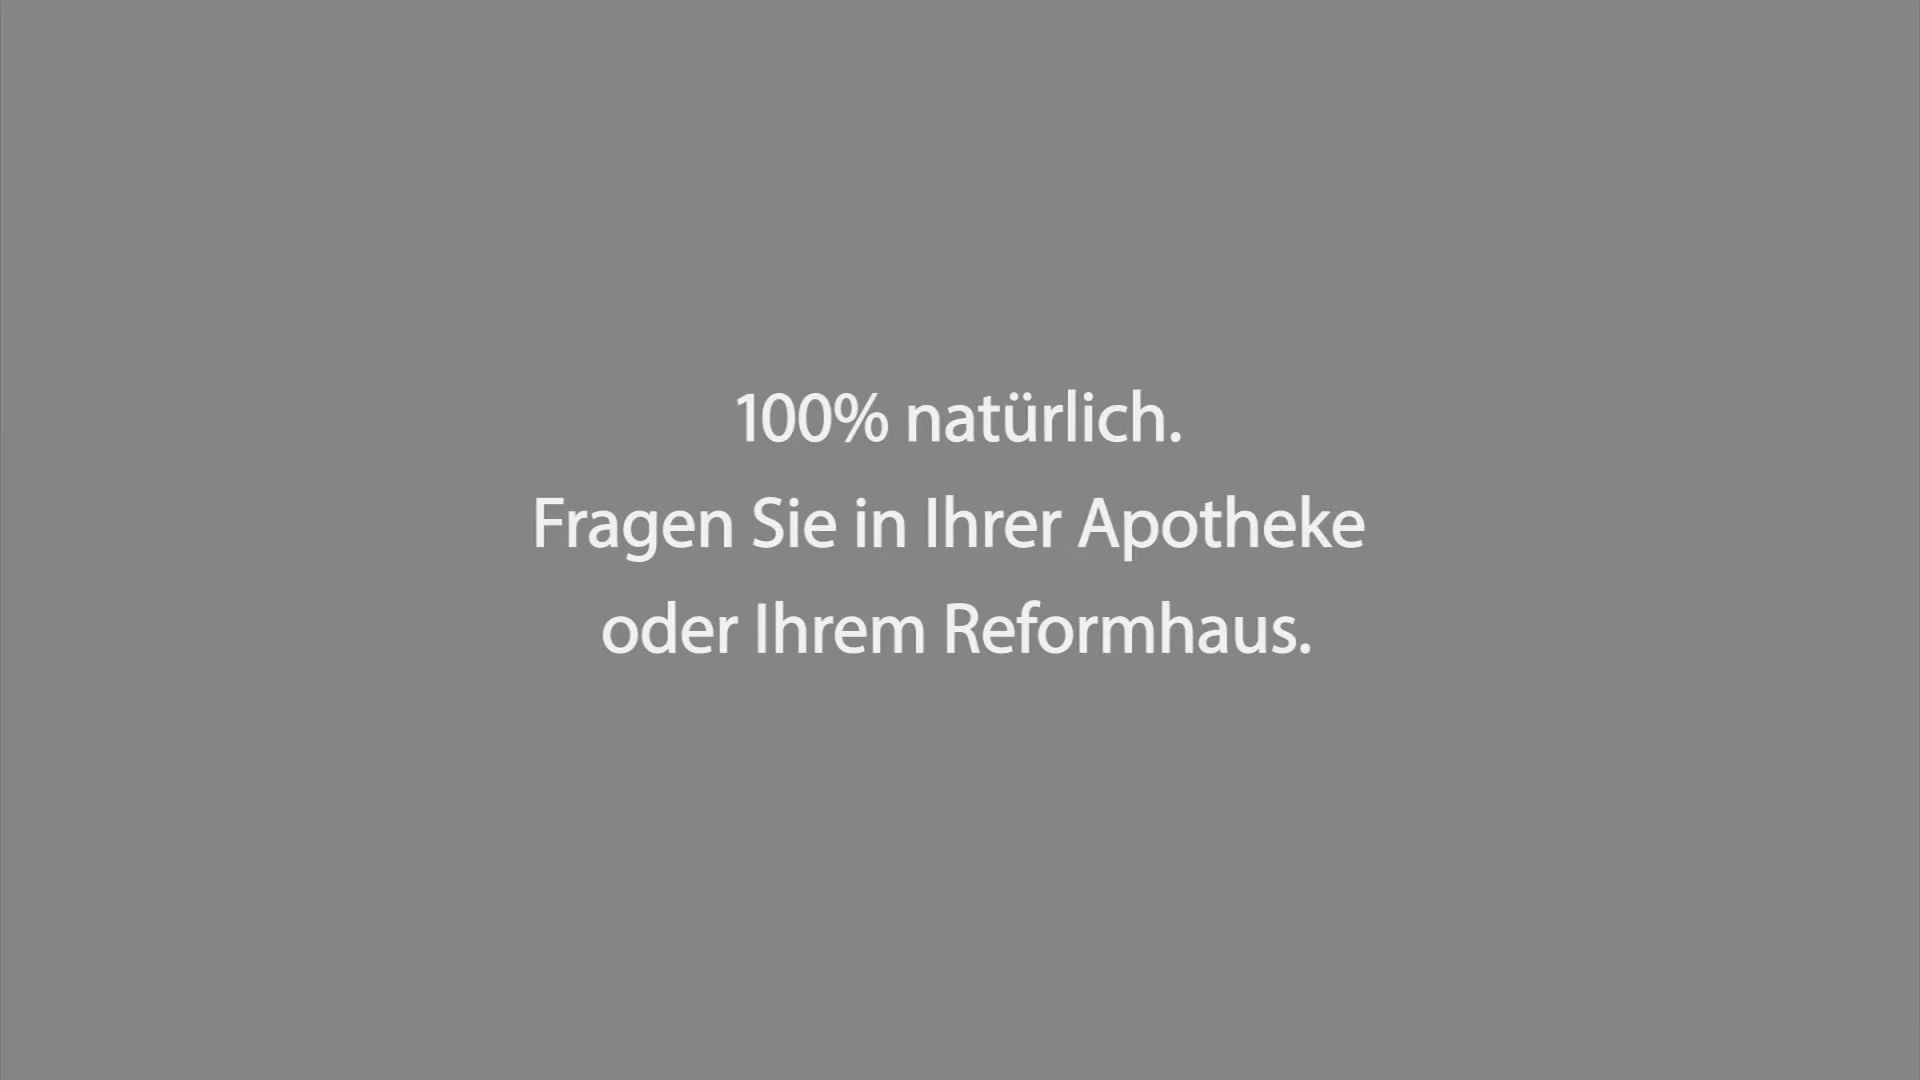 100% natürlich.
Fragen Sie in Ihrer Apotheke
oder Ihrem Reformhaus.